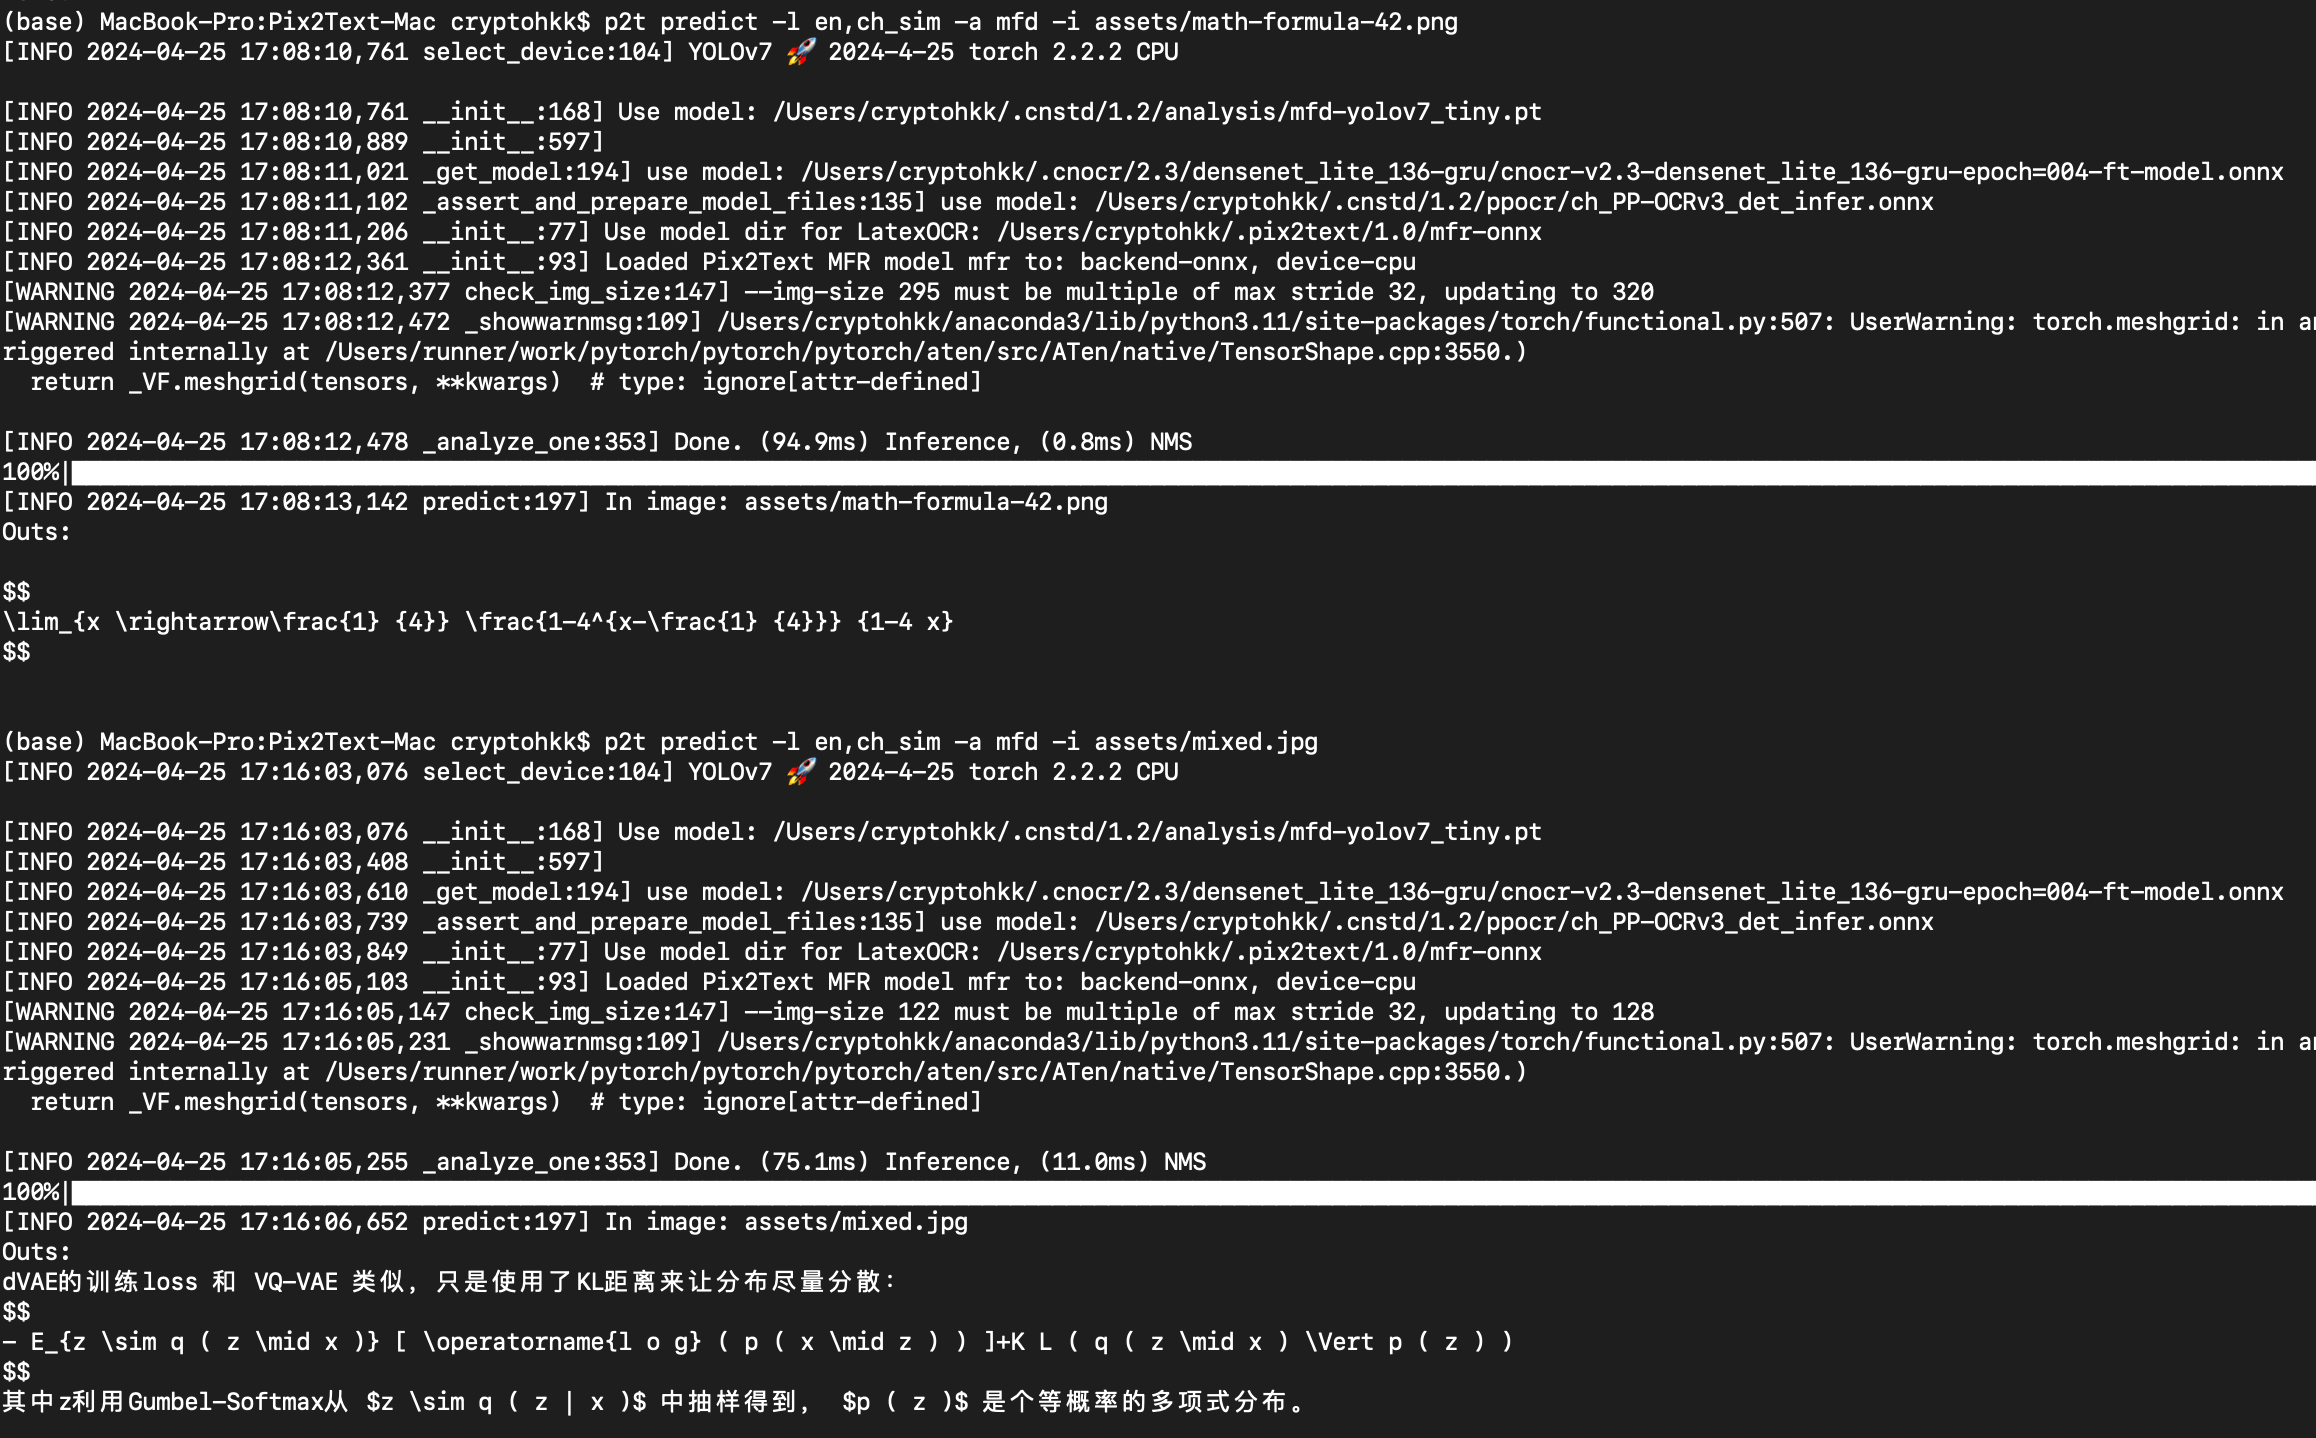 (base) MacBook-Pro:Pix2Text-Mac cryptohkk$ p2t predict -l en,ch_sim -a mfd -i assets/math-formula-42.png
[INFO 2024-04-25 17:08:10,761 select_device:104] YOLOv7 🚀 2024-4-25 torch 2.2.2 CPU
[INFO 2024-04-25 17:08:10,761 __init__:168] Use model: /Users/cryptohkk/.cnstd/1.2/analysis/mfd-yolov7_tiny.pt
[INFO 2024-04-25 17:08:10,889 __init__:597]
[INFO 2024-04-25 17:08:11,021 _get_model:194] use model: /Users/cryptohkk/.cnocr/2.3/densenet_lite_136-gru/cnocr-v2.3-densenet_lite_136-gru-epoch=004-ft-model.onnx
[INFO 2024-04-25 17:08:11,102 _assert_and_prepare_model_files:135] use model: /Users/cryptohkk/.cnstd/1.2/ppocr/ch_PP-OCRv3_det_infer.onnx
[INFO 2024-04-25 17:08:11,206 __init__:77] Use model dir for LatexOCR: /Users/cryptohkk/.pix2text/1.0/mfr-onnx
[INFO 2024-04-25 17:08:12,361 __init__:93] Loaded Pix2Text MFR model mfr to: backend-onnx, device-cpu
[WARNING 2024-04-25 17:08:12,377 check_img_size:147] --img-size 295 must be multiple of max stride 32, updating to 320
[WARNING 2024-04-25 17:08:12,472 _showwarnmsg:109] /Users/cryptohkk/anaconda3/lib/python3.11/site-packages/torch/functional.py:507: UserWarning: torch.meshgrid: in
riggered internally at /Users/runner/work/pytorch/pytorch/pytorch/aten/src/ATen/native/TensorShape.cpp:3550.)
  return _VF.meshgrid(tensors, **kwargs)  # type: ignore[attr-defined]
[INFO 2024-04-25 17:08:12,478 _analyze_one:353] Done. (94.9ms) Inference, (0.8ms) NMS
100%|
[INFO 2024-04-25 17:08:13,142 predict:197] In image: assets/math-formula-42.png
Outs:
$$
\lim_{x \rightarrow\frac{1} {4}} \frac{1-4^{x-\frac{1} {4}}} {1-4 x}
$$
(base) MacBook-Pro:Pix2Text-Mac cryptohkk$ p2t predict -l en,ch_sim -a mfd -i assets/mixed.jpg
[INFO 2024-04-25 17:16:03,076 select_device:104] YOLOv7 🚀 2024-4-25 torch 2.2.2 CPU
[INFO 2024-04-25 17:16:03,076 __init__:168] Use model: /Users/cryptohkk/.cnstd/1.2/analysis/mfd-yolov7_tiny.pt
[INFO 2024-04-25 17:16:03,408 __init__:597]
[INFO 2024-04-25 17:16:03,610 _get_model:194] use model: /Users/cryptohkk/.cnocr/2.3/densenet_lite_136-gru/cnocr-v2.3-densenet_lite_136-gru-epoch=004-ft-model.onnx
[INFO 2024-04-25 17:16:03,739 _assert_and_prepare_model_files:135] use model: /Users/cryptohkk/.cnstd/1.2/ppocr/ch_PP-OCRv3_det_infer.onnx
[INFO 2024-04-25 17:16:03,849 __init__:77] Use model dir for LatexOCR: /Users/cryptohkk/.pix2text/1.0/mfr-onnx
[INFO 2024-04-25 17:16:05,103 __init__:93] Loaded Pix2Text MFR model mfr to: backend-onnx, device-cpu
[WARNING 2024-04-25 17:16:05,147 check_img_size:147] --img-size 122 must be multiple of max stride 32, updating to 128
[WARNING 2024-04-25 17:16:05,231 _showwarnmsg:109] /Users/cryptohkk/anaconda3/lib/python3.11/site-packages/torch/functional.py:507: UserWarning: torch.meshgrid: in
riggered internally at /Users/runner/work/pytorch/pytorch/pytorch/aten/src/ATen/native/TensorShape.cpp:3550.)
  return _VF.meshgrid(tensors, **kwargs)  # type: ignore[attr-defined]
[INFO 2024-04-25 17:16:05,255 _analyze_one:353] Done. (75.1ms) Inference, (11.0ms) NMS
100%|
[INFO 2024-04-25 17:16:06,652 predict:197] In image: assets/mixed.jpg
Outs:
dVAE的训练loss 和 VQ-VAE 类似, 只是使用了KL距离来让分布尽量分散:
$$
- E_{z \sim q ( z \mid x )} [ \operatorname{l o g} ( p ( x \mid z ) ) ]+K L ( q ( z \mid x ) \Vert p ( z ) )
$$
其中z利用Gumbel-Softmax从 $z \sim q ( z | x )$ 中抽样得到, $p ( z )$ 是个等概率的多项式分布。